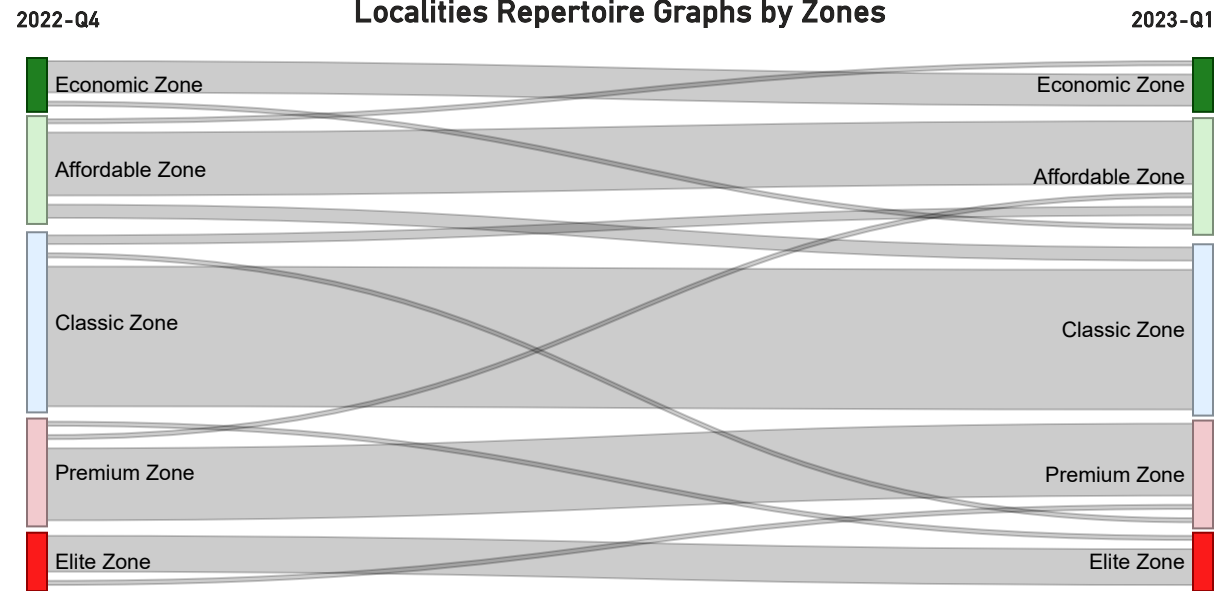 Localities Repertoire Graphs by Zones
2022-Q4
2023-Q1
Economic Zone
Economic Zone
Affordable Zone
Affordable Zone
Classic Zone
Classic Zone
Premium Zone
Premium Zone
Elite Zone
Elite Zone